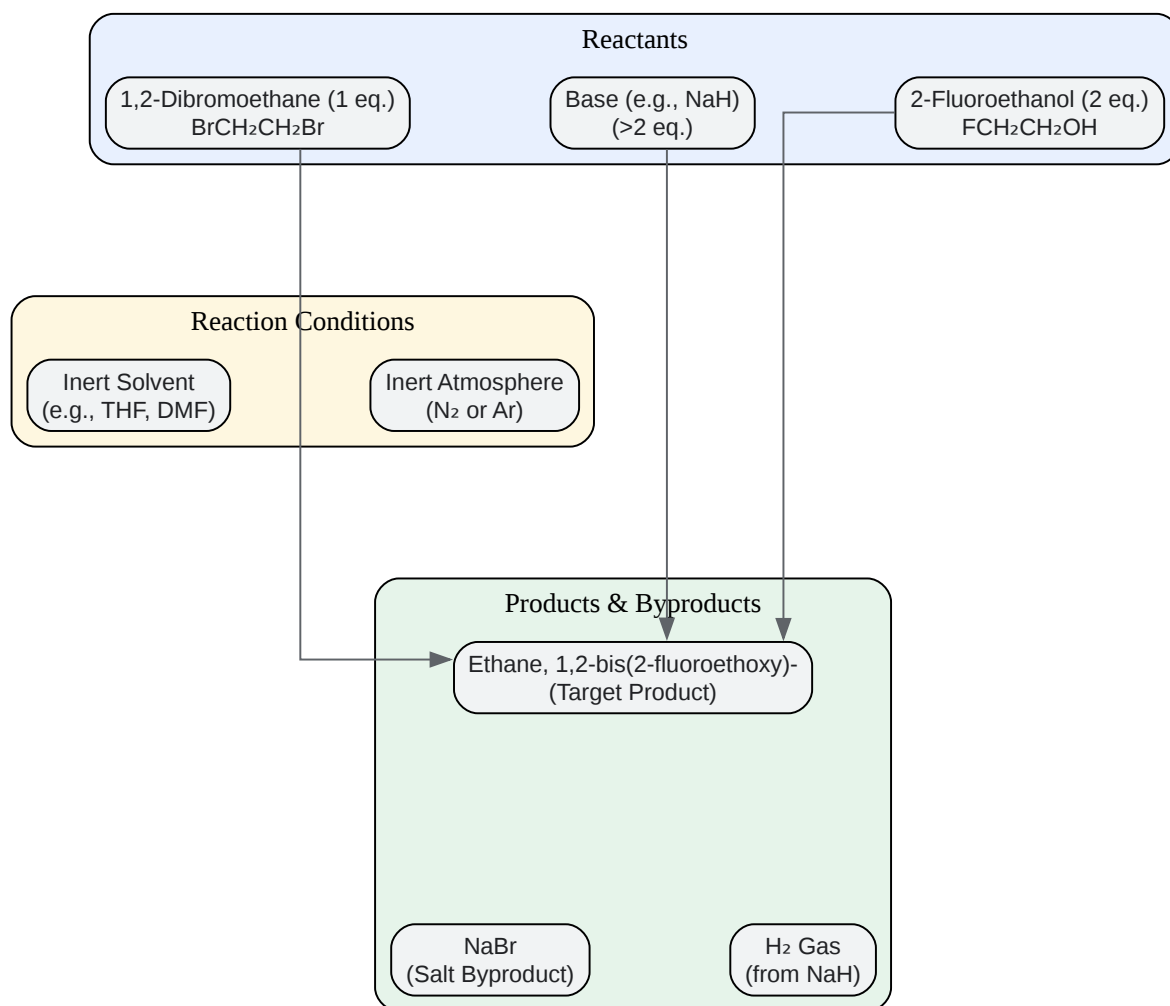 Reactants
1,2-Dibromoethane (1 eq.)
BrCH₂CH₂Br
Base (e.g., NaH)
(>2 eq.)
2-Fluoroethanol (2 eq.)
FCH₂CH₂OH
Reaction Conditions
Inert Solvent
(e.g., THF, DMF)
Inert Atmosphere
(N₂ or Ar)
Products & Byproducts
Ethane, 1,2-bis(2-fluoroethoxy)-
(Target Product)
NaBr
(Salt Byproduct)
H₂ Gas
(from NaH)